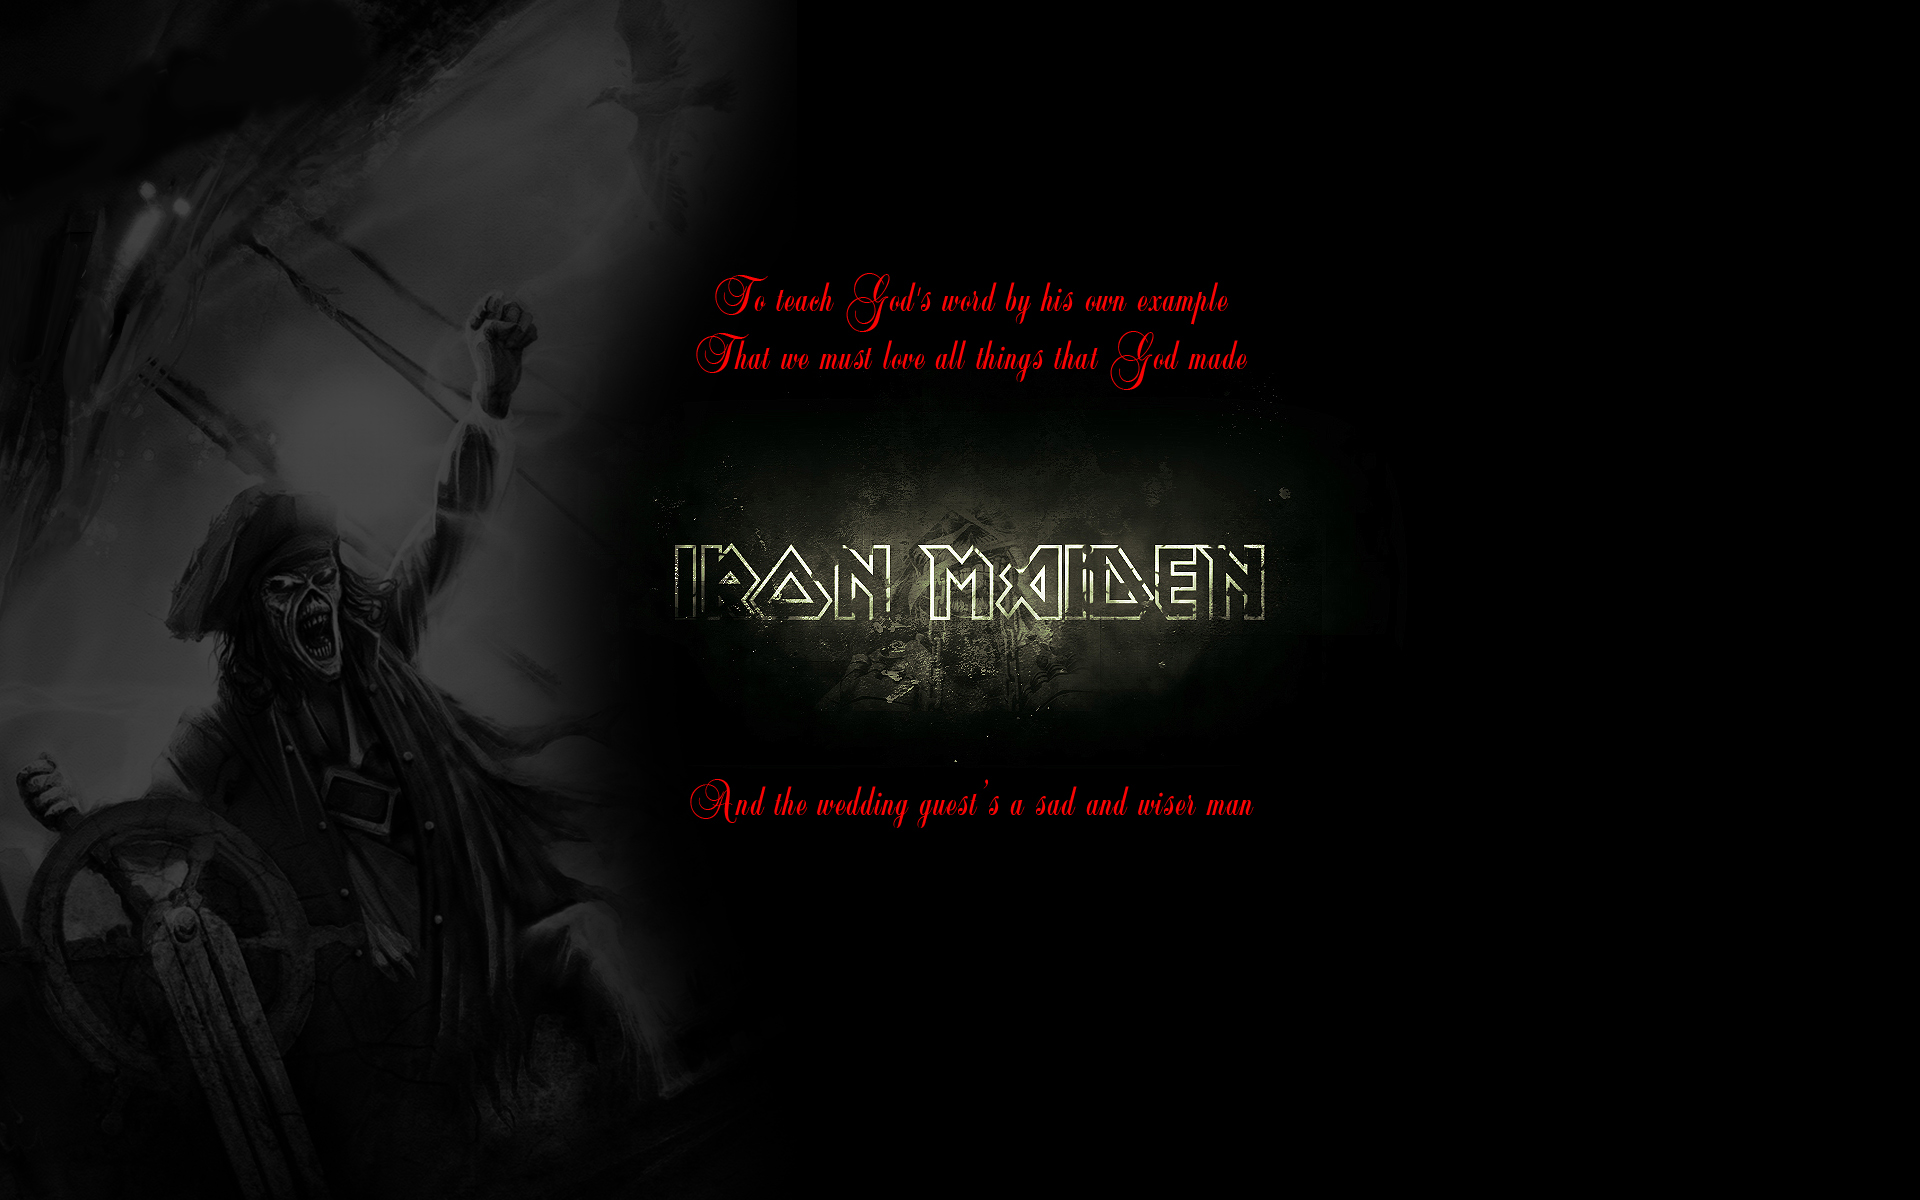 To teach God's word by his own example
That we must love all things that God made
IRON MAIDEN
And the wedding guest's a sad and wiser man